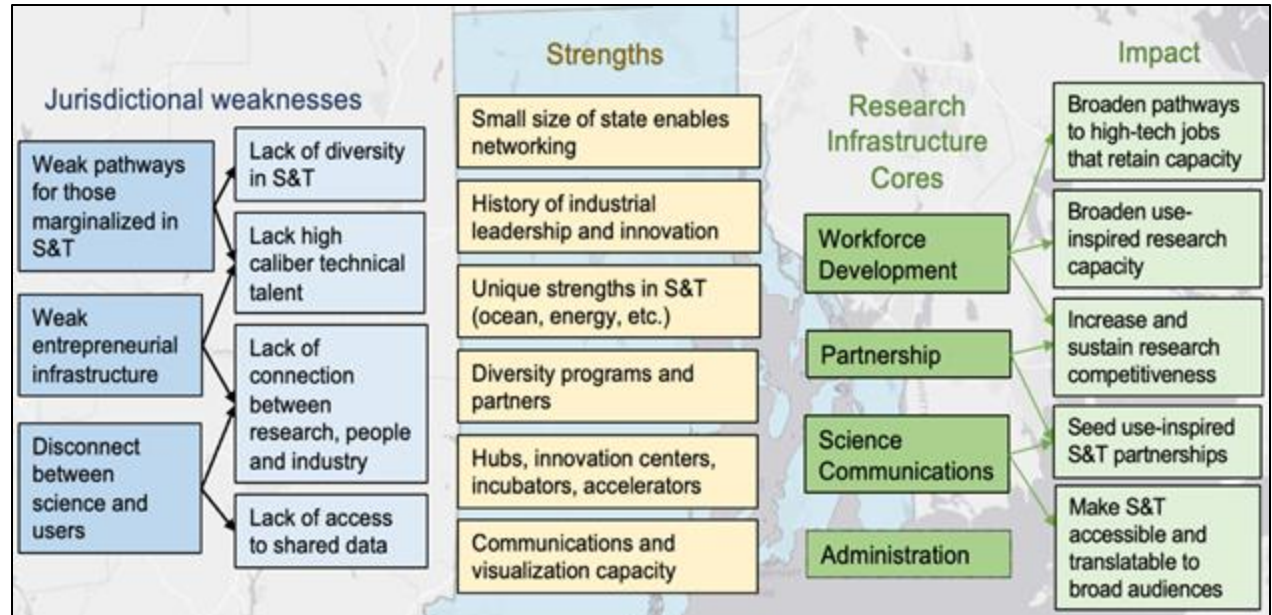 Jurisdictional weaknesses
Weak pathways
for those
marginalized in
S&T
Weak
entrepreneurial
infrastructure
Disconnect
between
science and
users
Lack of diversity
in S&T
Lack high
caliber technical
talent
Lack of
connection
between
research, people
and industry
Lack of access
to shared data
Strengths
Small size of state enables
networking
History of industrial
leadership and innovation
Unique strengths in S&T
(ocean, energy, etc.)
Diversity programs and
partners
Hubs, innovation centers,
incubators, accelerators
Communications and
visualization capacity
Research
Infrastructure
Cores
Workforce
Development
Partnership
Science
Communications
Administration
Impact
Broaden pathways
to high-tech jobs
that retain capacity
Broaden use-
inspired research
capacity
Increase and
sustain research
competitiveness
Seed use-inspired
S&T partnerships
Make S&T
accessible and
translatable to
broad audiences